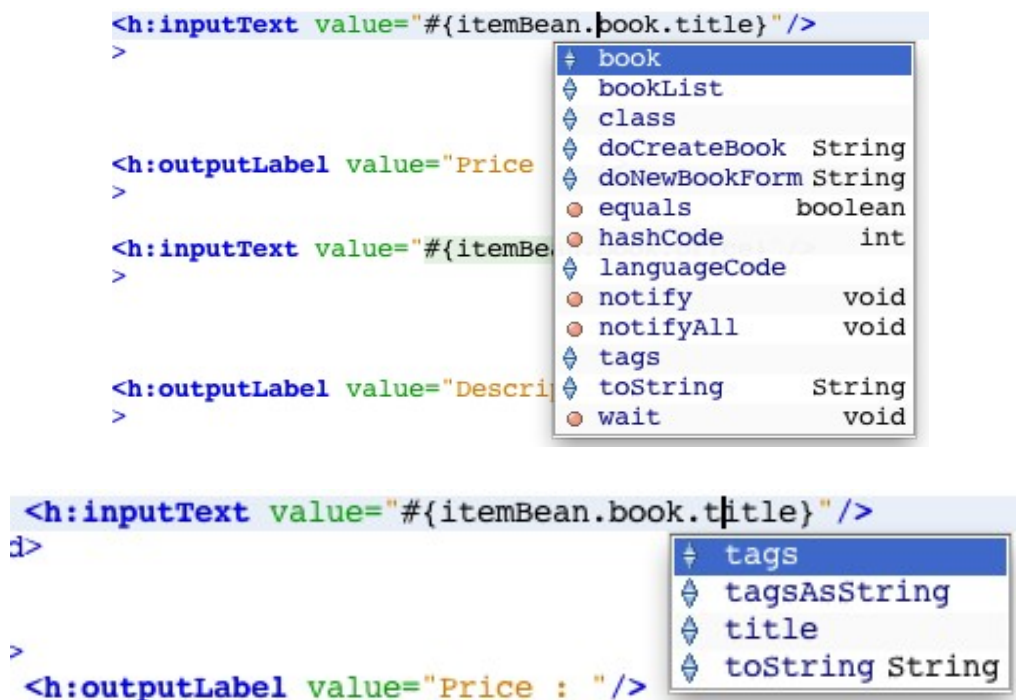 <h:inputText value="#{itemBean.book.title}"/>
>
book
bookList
class
doCreateBook String
<h:outputLabel value="Price
>
doNewBookForm String
equals boolean
<h:inputText value="#{itemBe
hashCode int
>
languageCode
notify void
notifyAll void
tags
<h:outputLabel value="Descri
toString String
>
wait void
<h:inputText value="#{itemBean.book.title}"/>
d>
tags
tagsAsString
title
>
toString String
<h:outputLabel value="Price : "/>